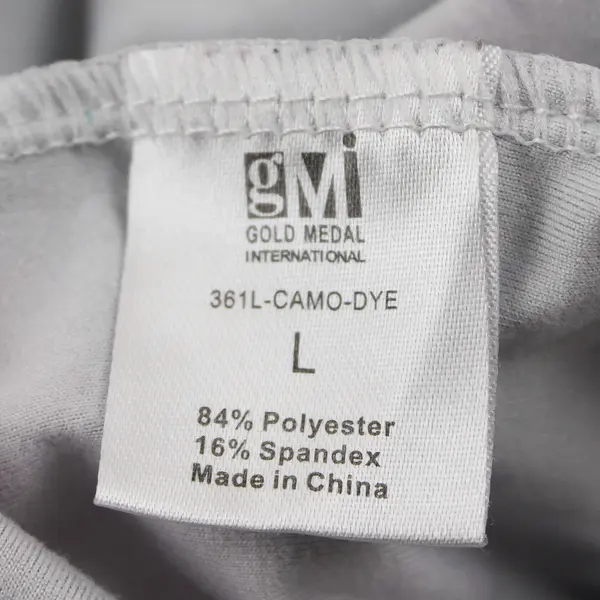 gMi
GOLD MEDAL
INTERNATIONAL
361L-CAMO-DYE
L
84% Polyester
16% Spandex
Made in China